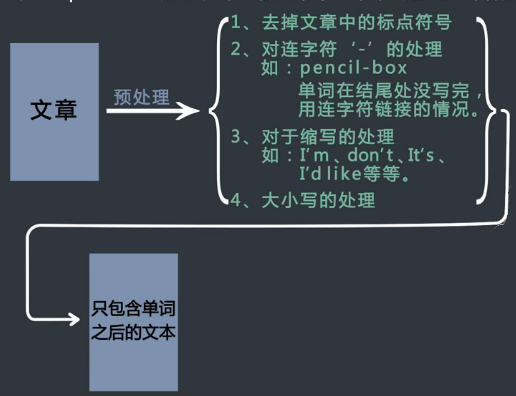 文章
预处理
1、去掉文章中的标点符号
2、对连字符‘-’的处理
如：pencil-box
单词在结尾处没写完，
用连字符链接的情况。
3、对于缩写的处理
如：I'm、don't、It's、
I'd like等等。
4、大小写的处理
只包含单词
之后的文本